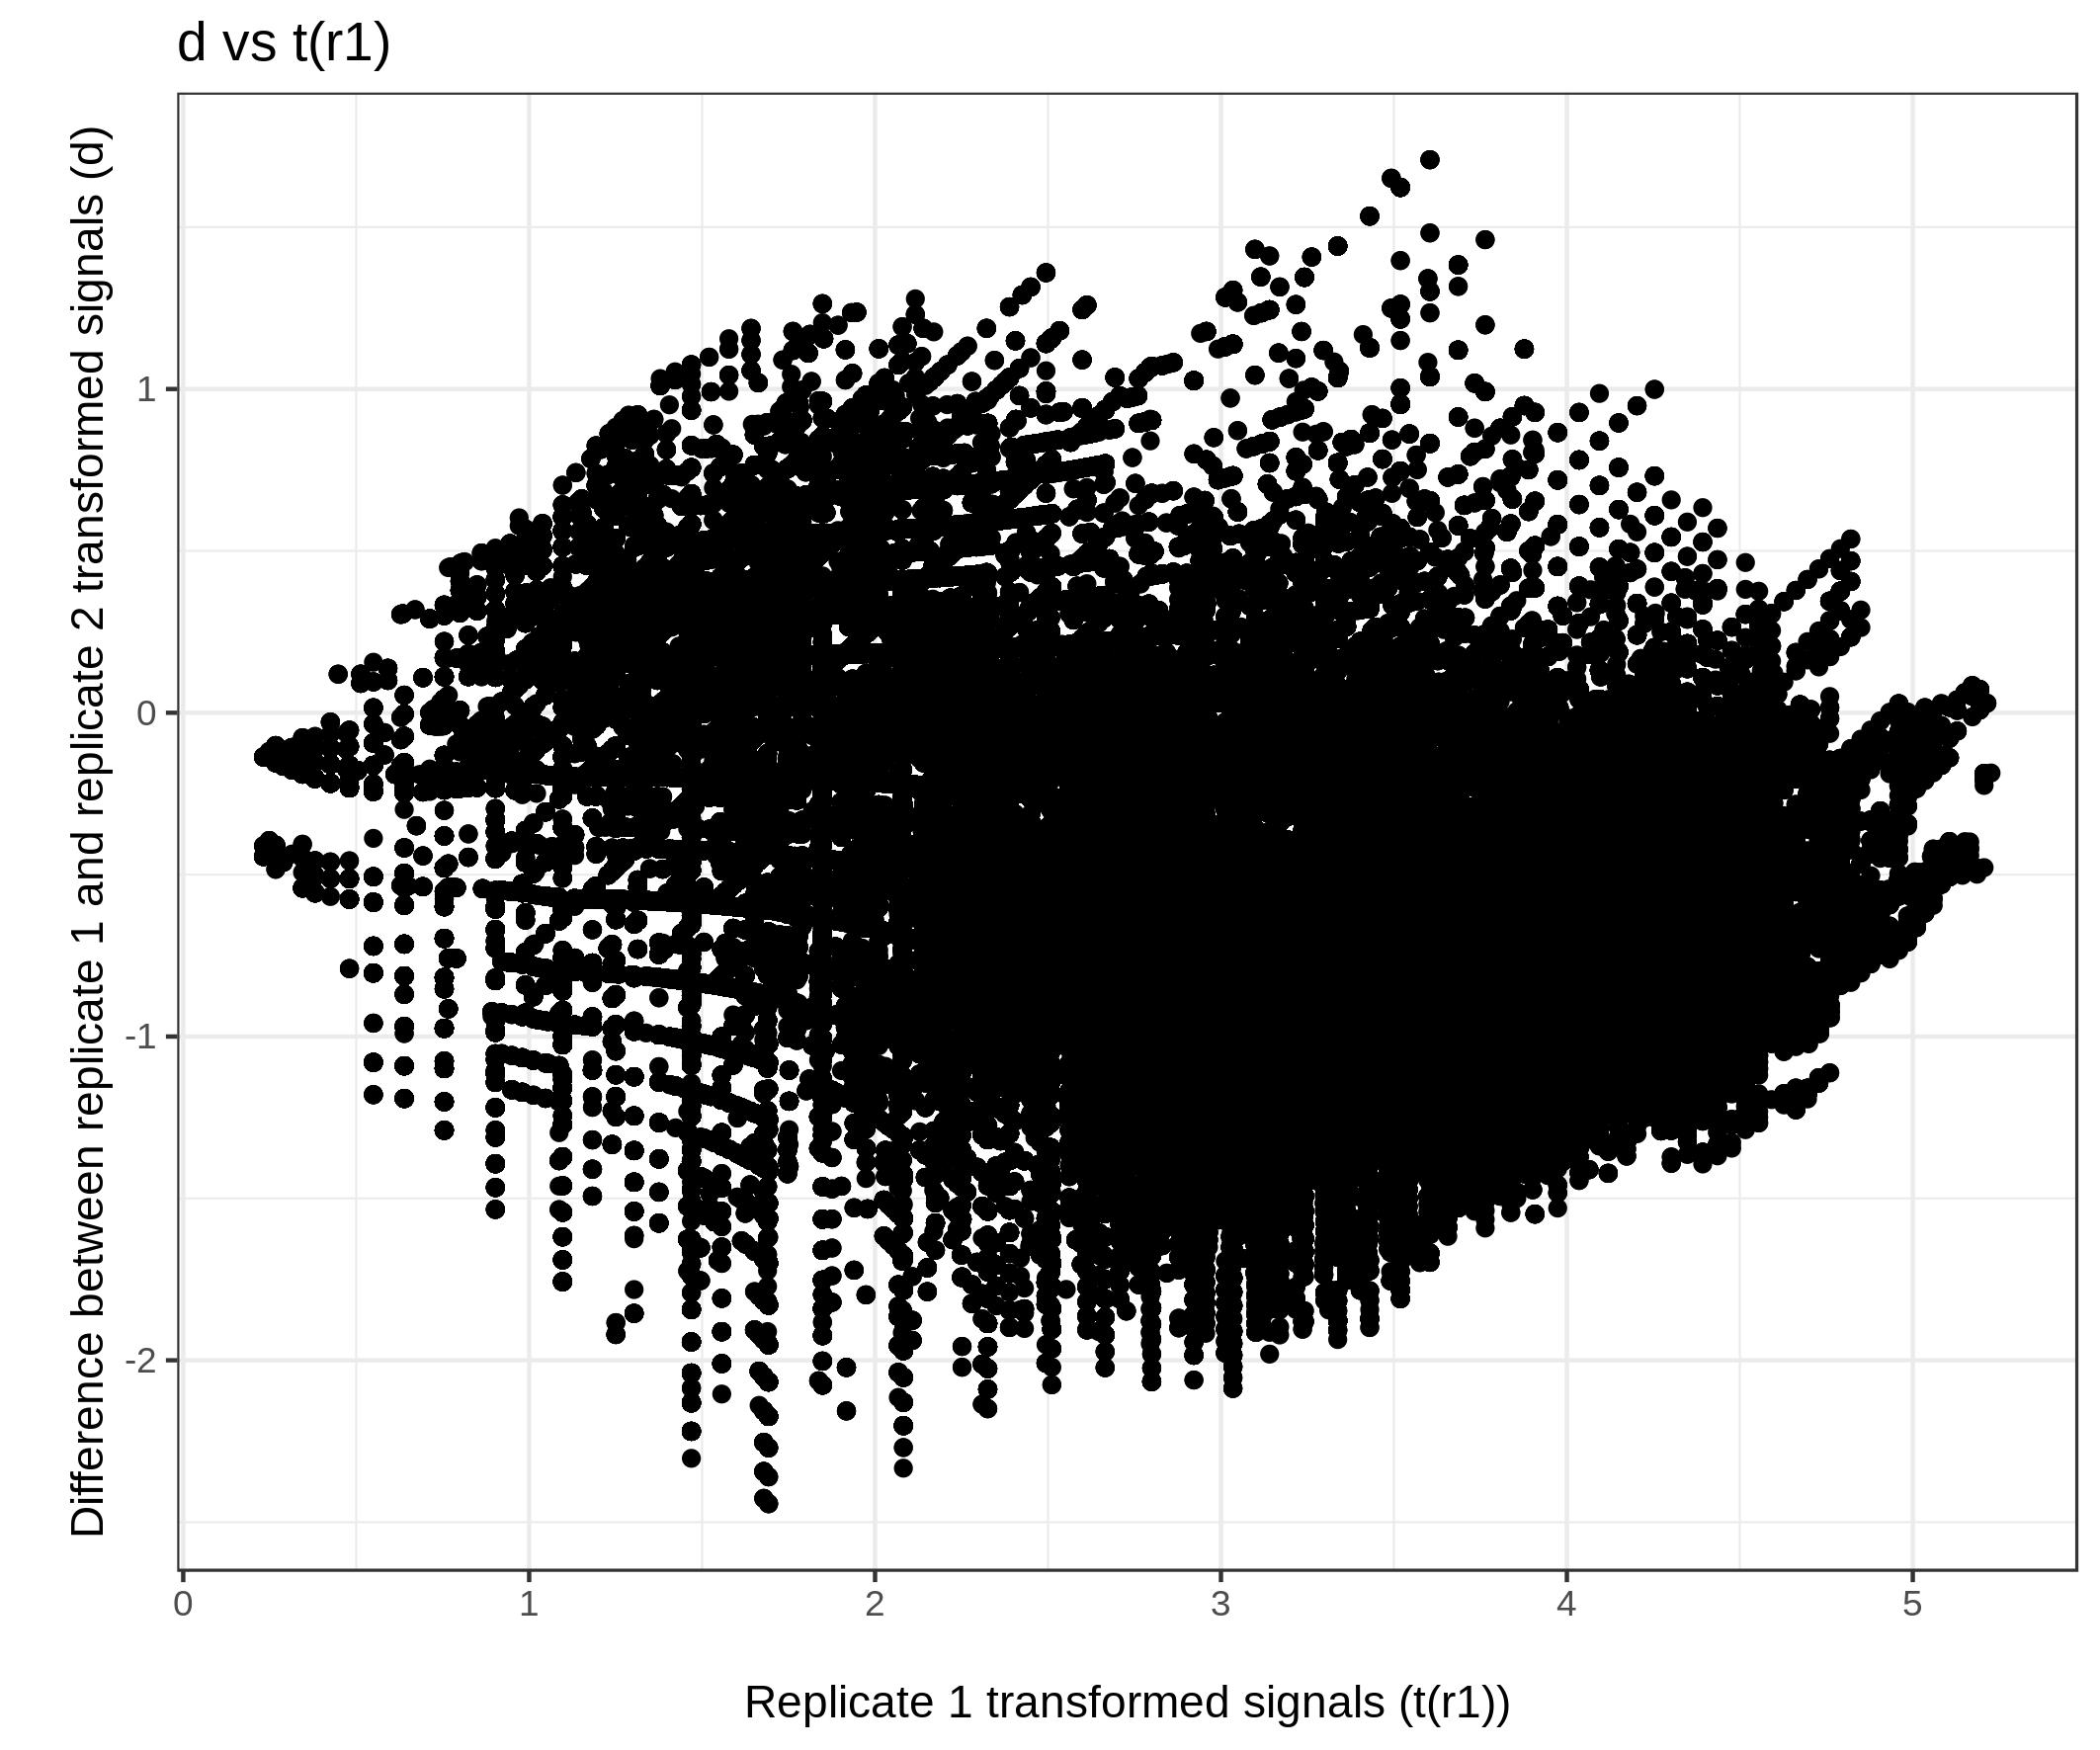 d vs t(r1)
Difference between replicate 1 and replicate 2 transformed signals (d)
1
0
-1
-2
0 1 2 3 4 5
Replicate 1 transformed signals (t(r1))